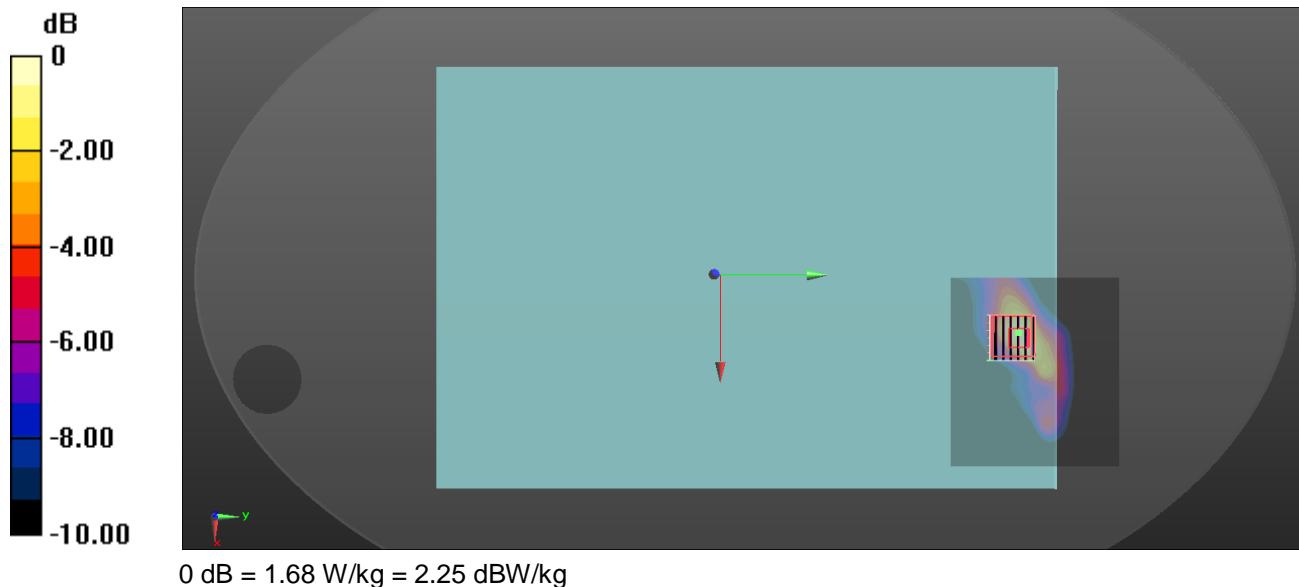 dB
0
-2.00
-4.00
-6.00
-8.00
-10.00
y
x
0 dB = 1.68 W/kg = 2.25 dBW/kg